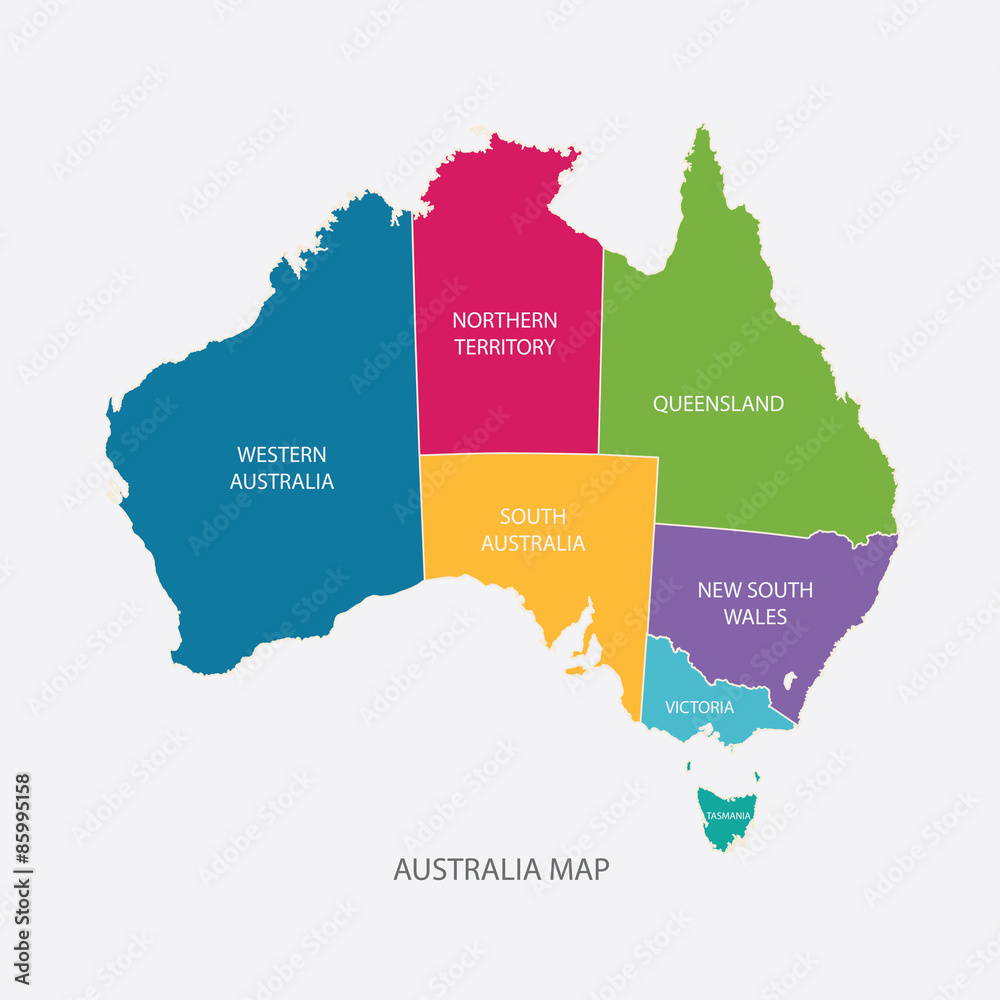 NORTHERN
TERRITORY
QUEENSLAND
WESTERN
AUSTRALIA
SOUTH
AUSTRALIA
NEW SOUTH
WALES
VICTORIA
TASMANIA
AUSTRALIA MAP
Adobe Stock | #85995158